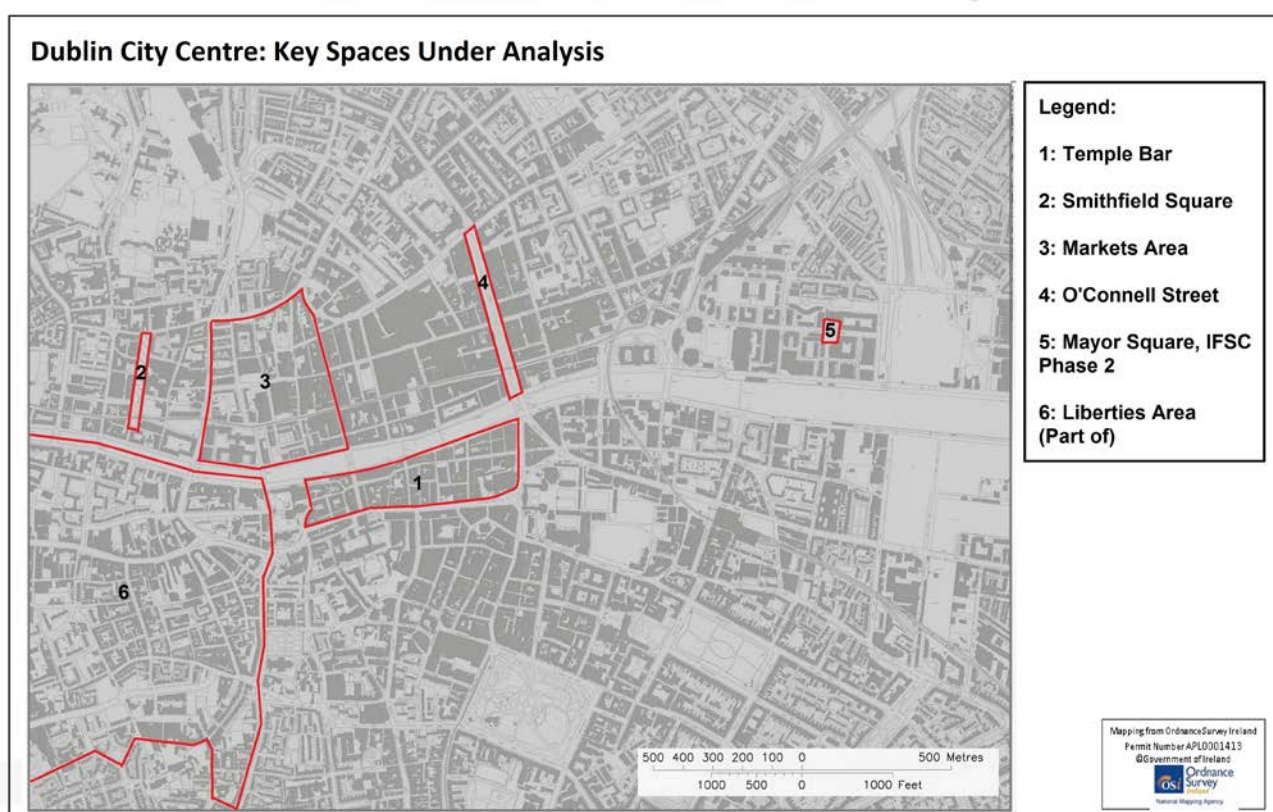 Dublin City Centre: Key Spaces Under Analysis
Legend:
1: Temple Bar
2: Smithfield Square
3: Markets Area
4: O'Connell Street
5: Mayor Square, IFSC
Phase 2
6: Liberties Area
(Part of)
4
2
3
5
1
6
500 400 300 200 100 0 500 Metres
1000 500 0 1000 Feet
Mapping from Ordnance Survey Ireland
Permit Number APL0001413
©Government of Ireland
osi Ordnance
Survey
Ireland
National Mapping Agency